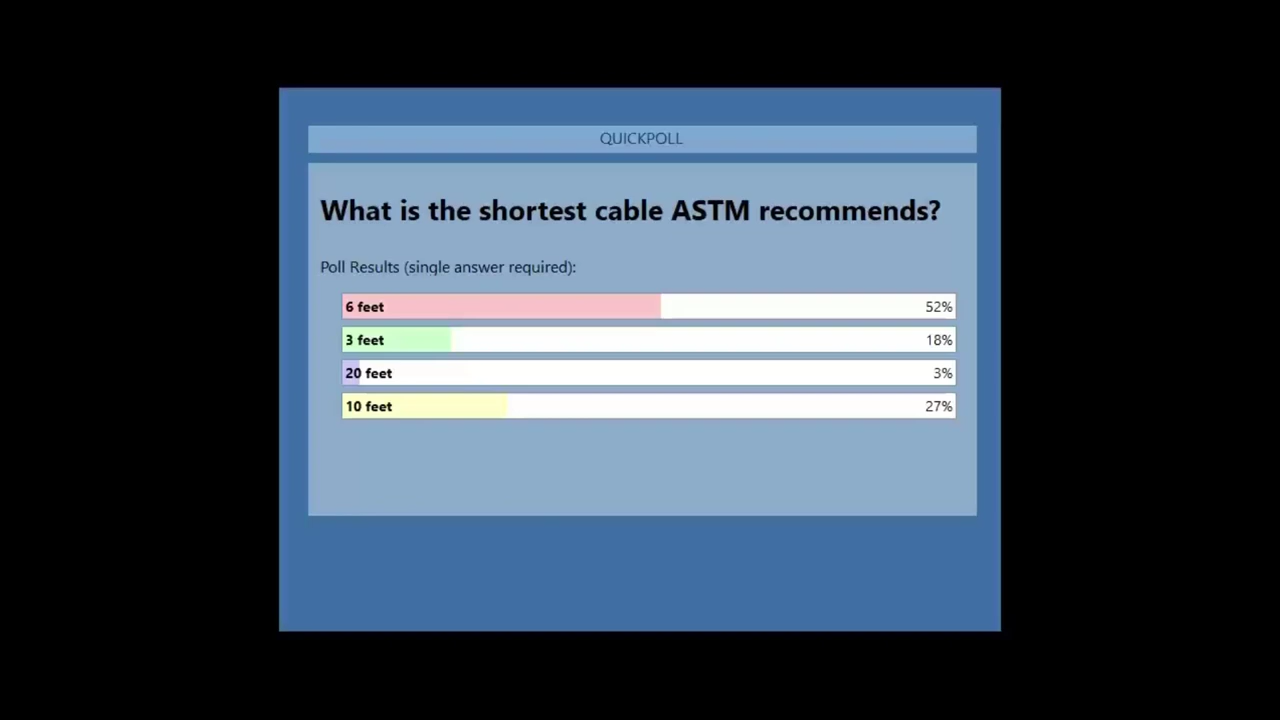 QUICKPOLL
What is the shortest cable ASTM recommends?
Poll Results (single answer required):
6 feet 52%
3 feet 18%
20 feet 3%
10 feet 27%